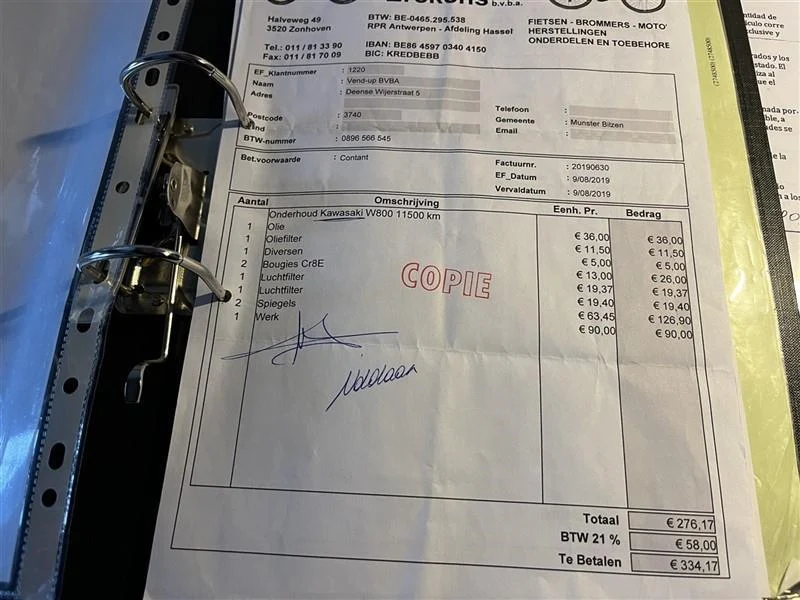 b.v.b.a.
Halveweg 49
3520 Zonhoven
Tel.: 011 / 81 33 90
Fax: 011 / 81 70 09
BTW: BE-0465.295.538
RPR Antwerpen - Afdeling Hassel
IBAN: BE86 4597 0340 4150
BIC: KREDBEBB
FIETSEN - BROMMERS - MOTO'
HERSTELLINGEN
ONDERDELEN EN TOEBEHORE
EF_Klantnummer : 1220
Naam : Vend-up BVBA
Adres : Deense Wijerstraat 5
Postcode : 3740
Land :
BTW-nummer : 0896 566 545
Telefoon :
Gemeente : Munster Bilzen
Email :
Bet.voorwaarde : Contant
Factuurnr. : 20190630
EF_Datum : 9/08/2019
Vervaldatum : 9/08/2019
Aantal Omschrijving Eenh. Pr. Bedrag
Onderhoud Kawasaki W800 11500 km
1 Olie € 36,00 € 36,00
1 Oliefilter € 11,50 € 11,50
1 Diversen € 5,00 € 5,00
2 Bougies Cr8E € 13,00 € 26,00
1 Luchtfilter € 19,37 € 19,37
1 Luchtfilter € 19,40 € 19,40
2 Spiegels € 63,45 € 126,90
1 Werk € 90,00 € 90,00
COPIE
Totaal € 276,17
BTW 21 % € 58,00
Te Betalen € 334,17
(2748500) (2748500)